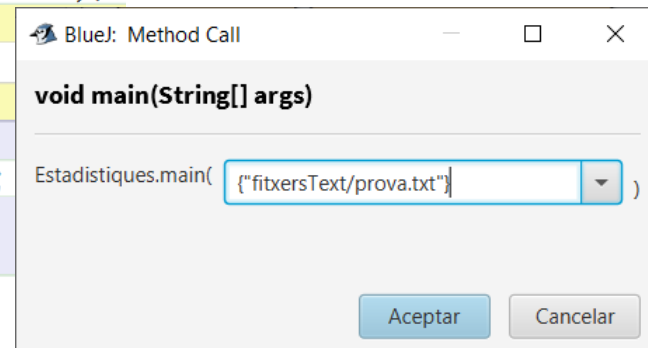 BlueJ: Method Call
void main(String[] args)
Estadistiques.main( {"fitxersText/prova.txt"} )
Aceptar Cancelar